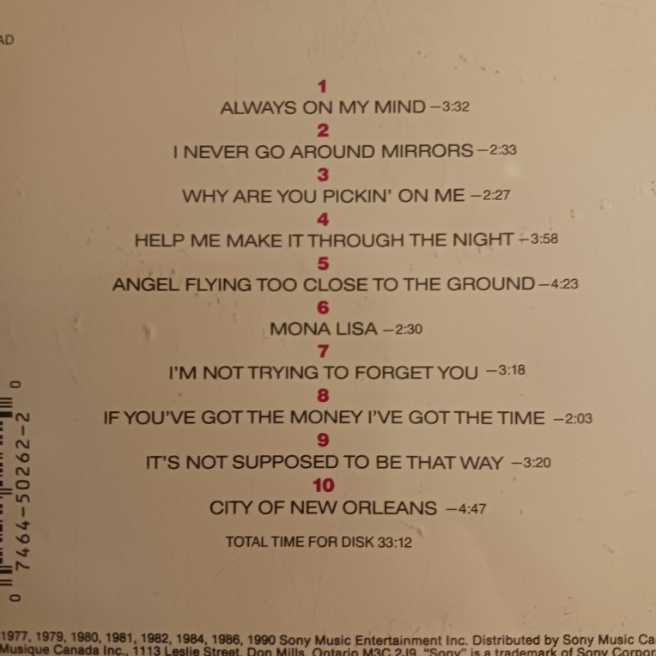 AD
1
ALWAYS ON MY MIND –3:32
2
I NEVER GO AROUND MIRRORS –2:33
3
WHY ARE YOU PICKIN' ON ME –2:27
4
HELP ME MAKE IT THROUGH THE NIGHT –3:58
5
ANGEL FLYING TOO CLOSE TO THE GROUND –4:23
6
MONA LISA –2:30
7
I'M NOT TRYING TO FORGET YOU –3:18
8
IF YOU'VE GOT THE MONEY I'VE GOT THE TIME –2:03
9
IT'S NOT SUPPOSED TO BE THAT WAY –3:20
10
CITY OF NEW ORLEANS –4:47
TOTAL TIME FOR DISK 33:12
0 7464-50262-2 0
1977, 1979, 1980, 1981, 1982, 1984, 1986, 1990 Sony Music Entertainment Inc. Distributed by Sony Music Ca
Musique Canada Inc., 1113 Leslie Street, Don Mills, Ontario M3C 2J9. "Sony" is a trademark of Sony Corpor